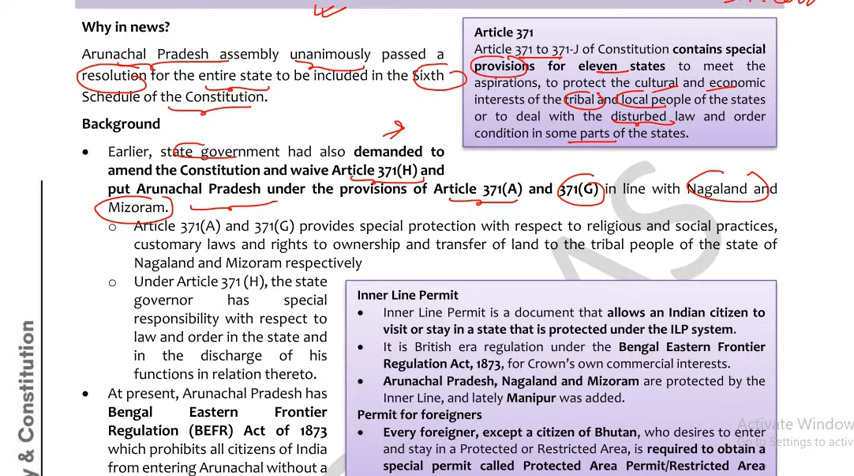 Why in news?
Arunachal Pradesh assembly unanimously passed a
resolution for the entire state to be included in the Sixth
Schedule of the Constitution.
Background
• Earlier, state government had also demanded to
amend the Constitution and waive Article 371(H) and
put Arunachal Pradesh under the provisions of Article 371(A) and 371(G) in line with Nagaland and
Mizoram.
o Article 371(A) and 371(G) provides special protection with respect to religious and social practices,
customary laws and rights to ownership and transfer of land to the tribal people of the state of
Nagaland and Mizoram respectively
o Under Article 371 (H), the state
governor has special
responsibility with respect to
law and order in the state and
in the discharge of his
functions in relation thereto.
• At present, Arunachal Pradesh has
Bengal Eastern Frontier
Regulation (BEFR) Act of 1873
which prohibits all citizens of India
from entering Arunachal without a
Article 371
Article 371 to 371-J of Constitution contains special
provisions for eleven states to meet the
aspirations, to protect the cultural and economic
interests of the tribal and local people of the states
or to deal with the disturbed law and order
condition in some parts of the states.
Inner Line Permit
• Inner Line Permit is a document that allows an Indian citizen to
visit or stay in a state that is protected under the ILP system.
• It is British era regulation under the Bengal Eastern Frontier
Regulation Act, 1873, for Crown's own commercial interests.
• Arunachal Pradesh, Nagaland and Mizoram are protected by the
Inner Line, and lately Manipur was added.
Permit for foreigners
• Every foreigner, except a citizen of Bhutan, who desires to enter
and stay in a Protected or Restricted Area, is required to obtain
a special permit called Protected Area Permit/Restricted Area
y & Constitution
AS
Activate Window
Go to Settings to activ